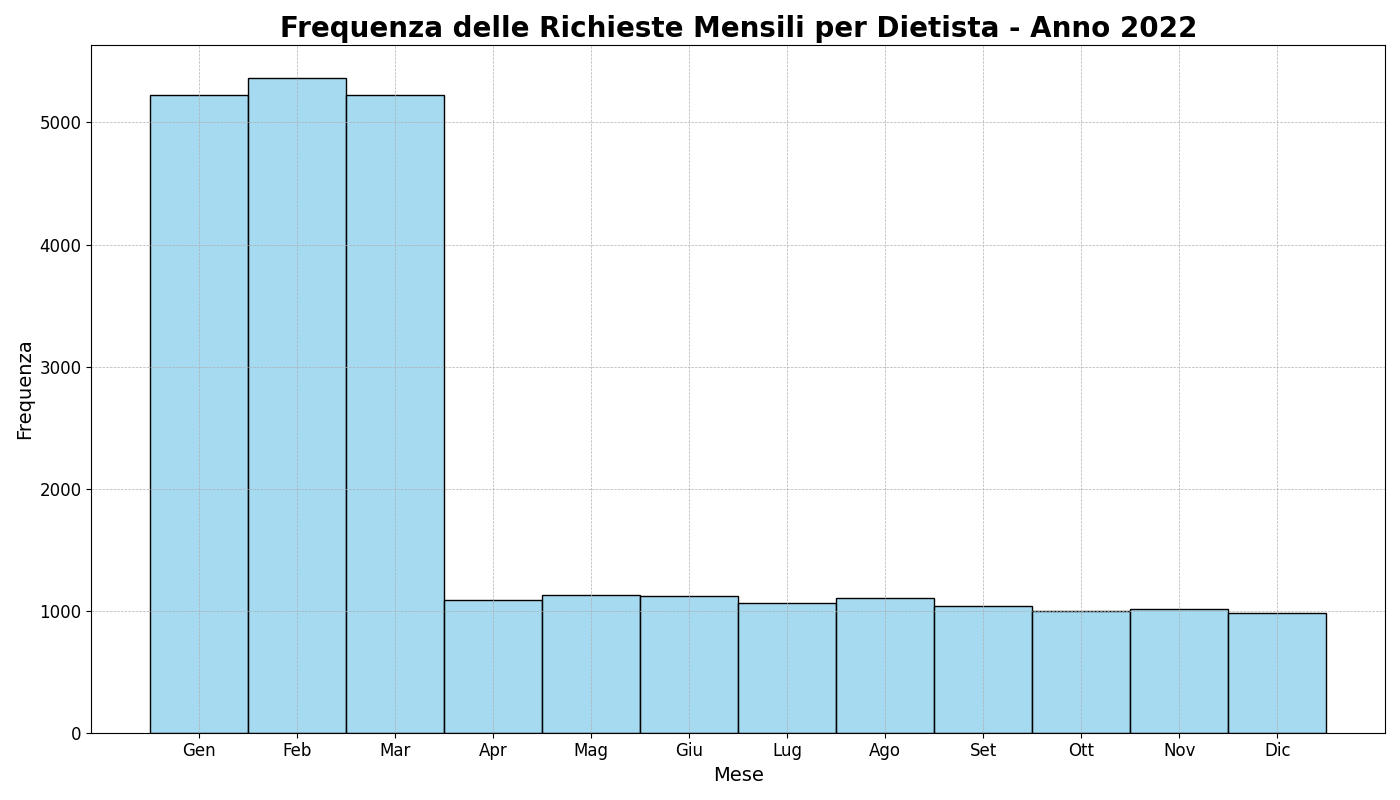 Frequenza delle Richieste Mensili per Dietista - Anno 2022
Frequenza
5000
4000
3000
2000
1000
0
Gen Feb Mar Apr Mag Giu Lug Ago Set Ott Nov Dic
Mese